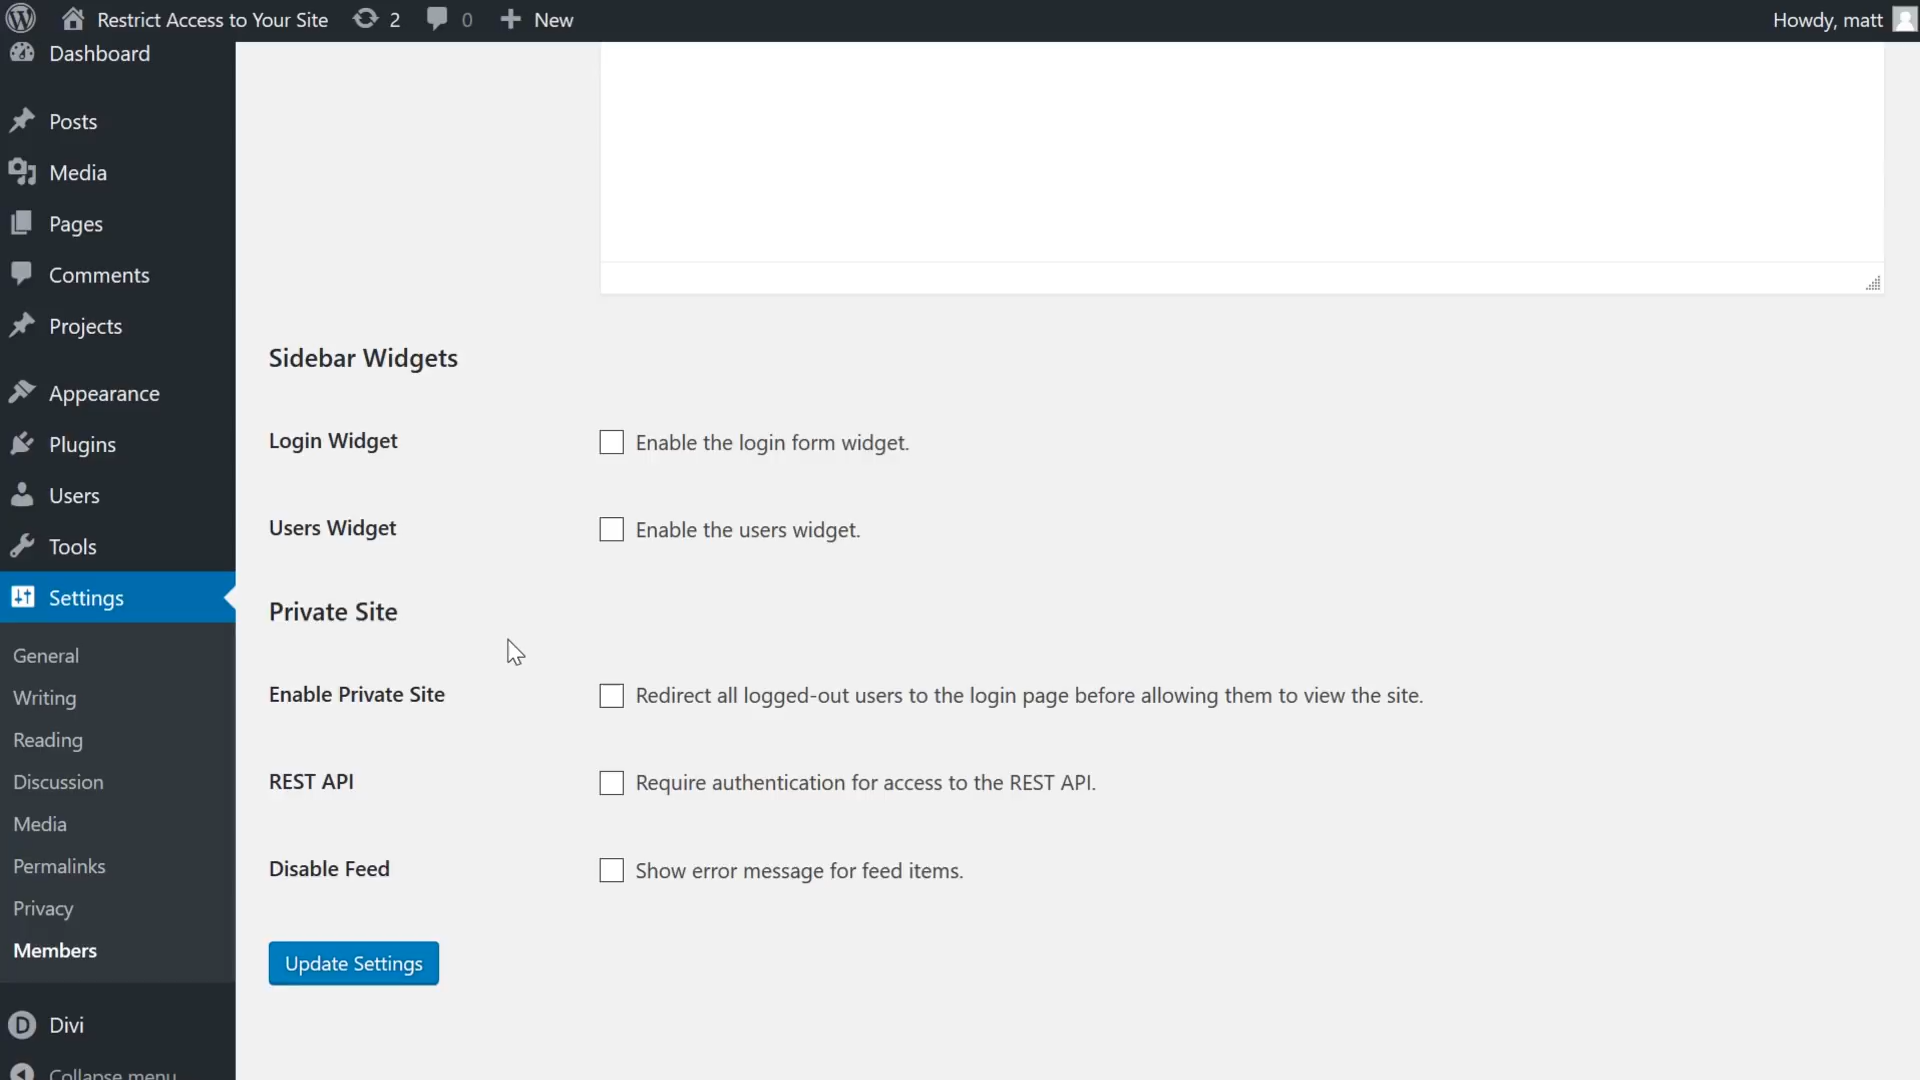 Restrict Access to Your Site 2 0 New Howdy, matt
Dashboard
Posts
Media
Pages
Comments
Projects
Appearance
Plugins
Users
Tools
Settings
General
Writing
Reading
Discussion
Media
Permalinks
Privacy
Members
Divi
Collapse menu
Sidebar Widgets
Login Widget
Enable the login form widget.
Users Widget
Enable the users widget.
Private Site
Enable Private Site
Redirect all logged-out users to the login page before allowing them to view the site.
REST API
Require authentication for access to the REST API.
Disable Feed
Show error message for feed items.
Update Settings